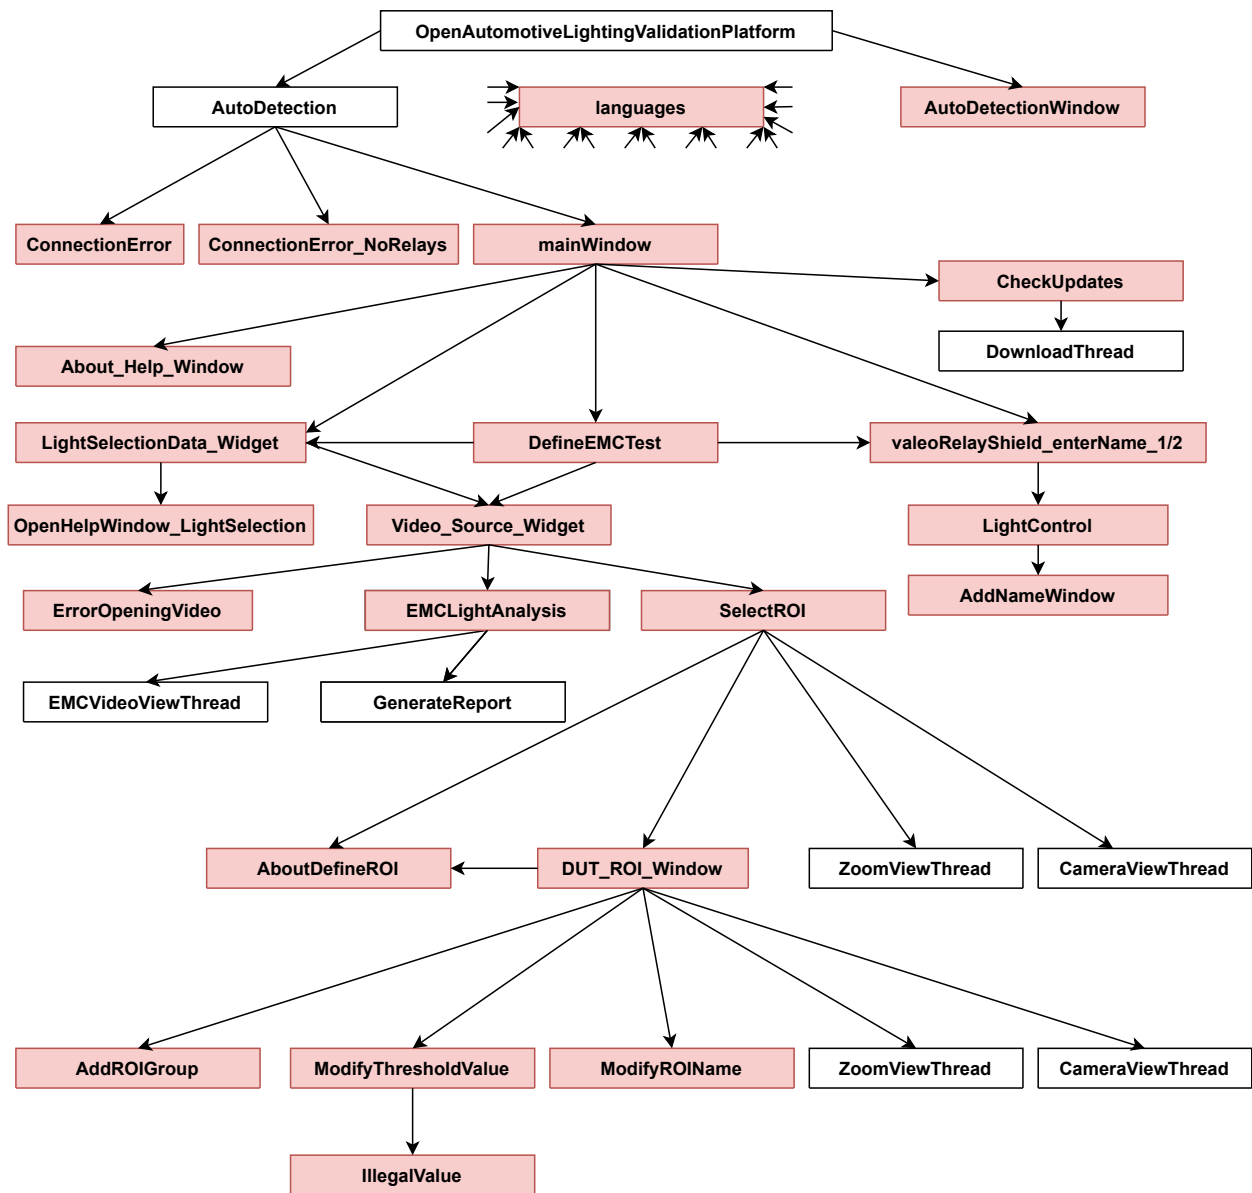 OpenAutomotiveLightingValidationPlatform
AutoDetection
languages
AutoDetectionWindow
ConnectionError
ConnectionError_NoRelays
mainWindow
CheckUpdates
DownloadThread
About_Help_Window
LightSelectionData_Widget
DefineEMCTest
valeoRelayShield_enterName_1/2
OpenHelpWindow_LightSelection
Video_Source_Widget
LightControl
ErrorOpeningVideo
EMCLightAnalysis
SelectROI
AddNameWindow
EMCVideoViewThread
GenerateReport
AboutDefineROI
DUT_ROI_Window
ZoomViewThread
CameraViewThread
AddROIGroup
ModifyThresholdValue
ModifyROIName
ZoomViewThread
CameraViewThread
IllegalValue